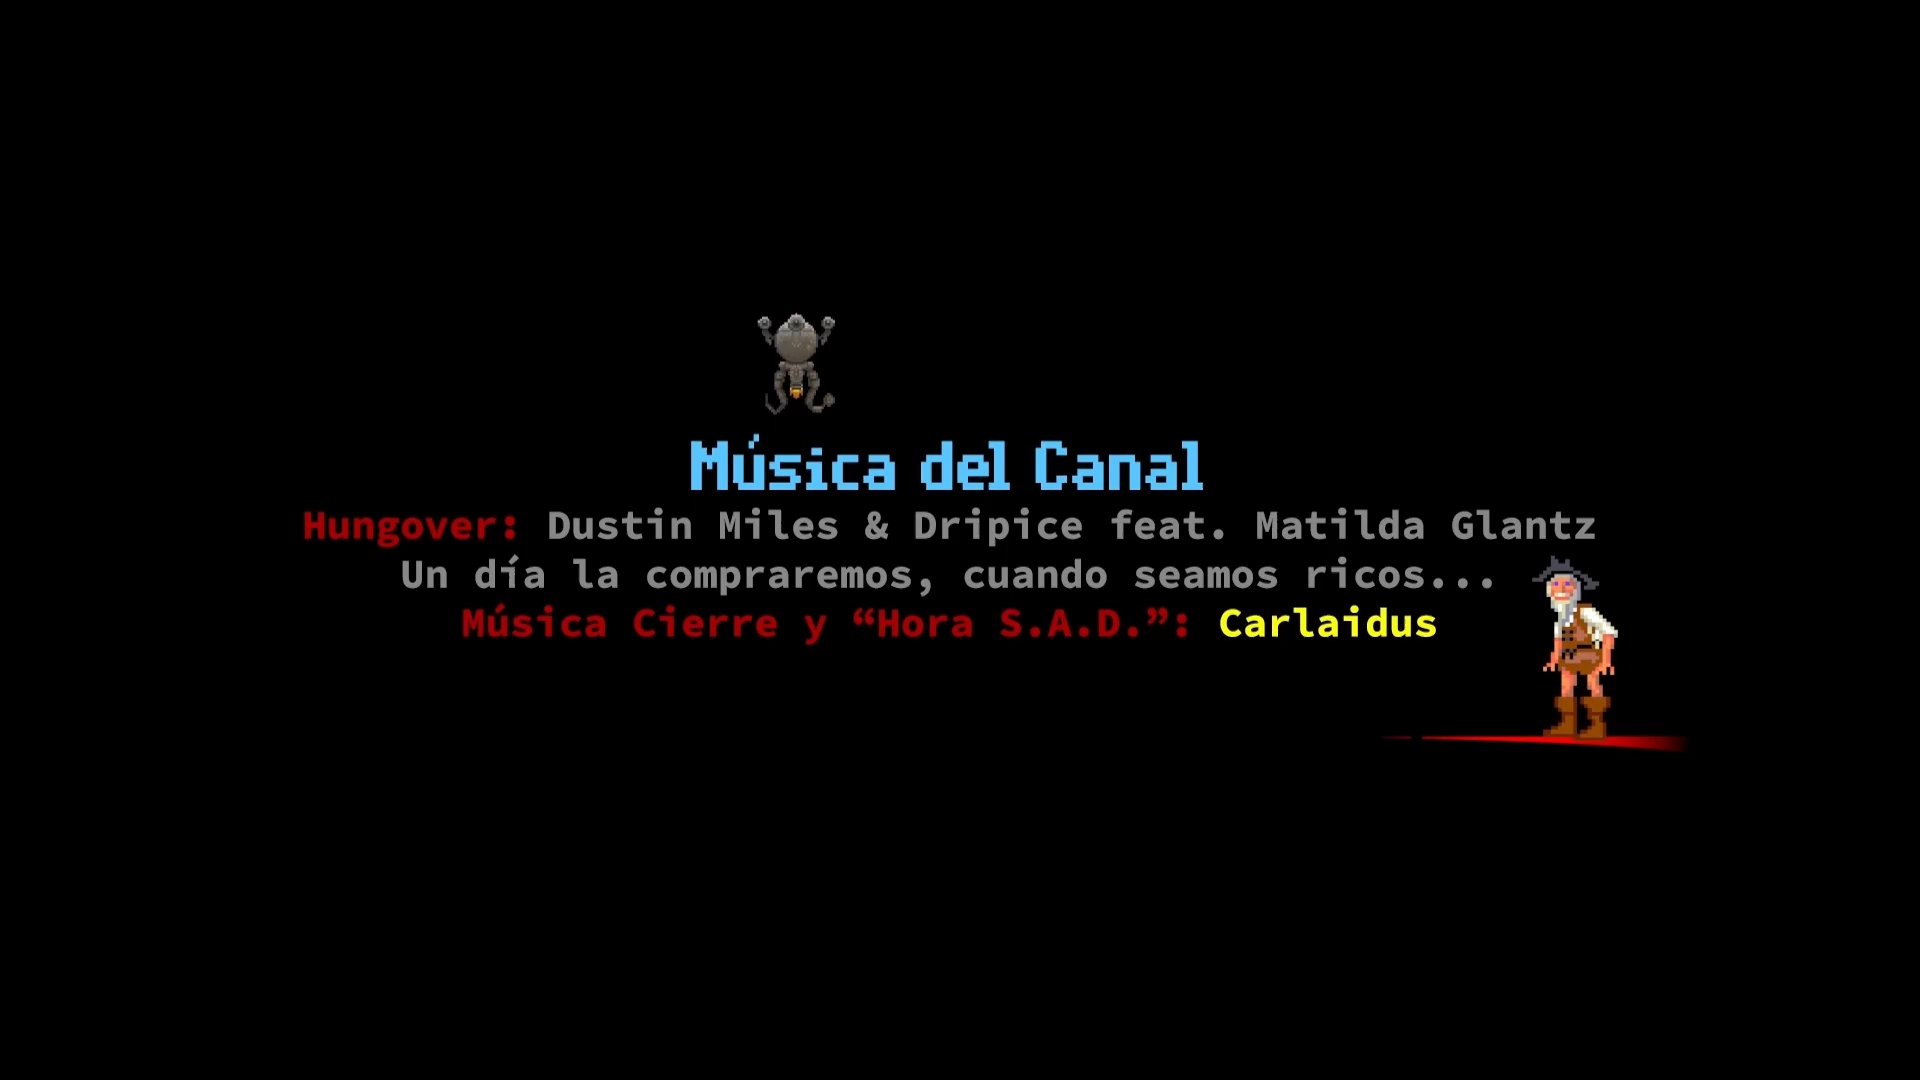 Música del Canal
Hungover: Dustin Miles & Dripice feat. Matilda Glantz
Un día la compraremos, cuando seamos ricos...
Música Cierre y “Hora S.A.D.”: Carlaidus